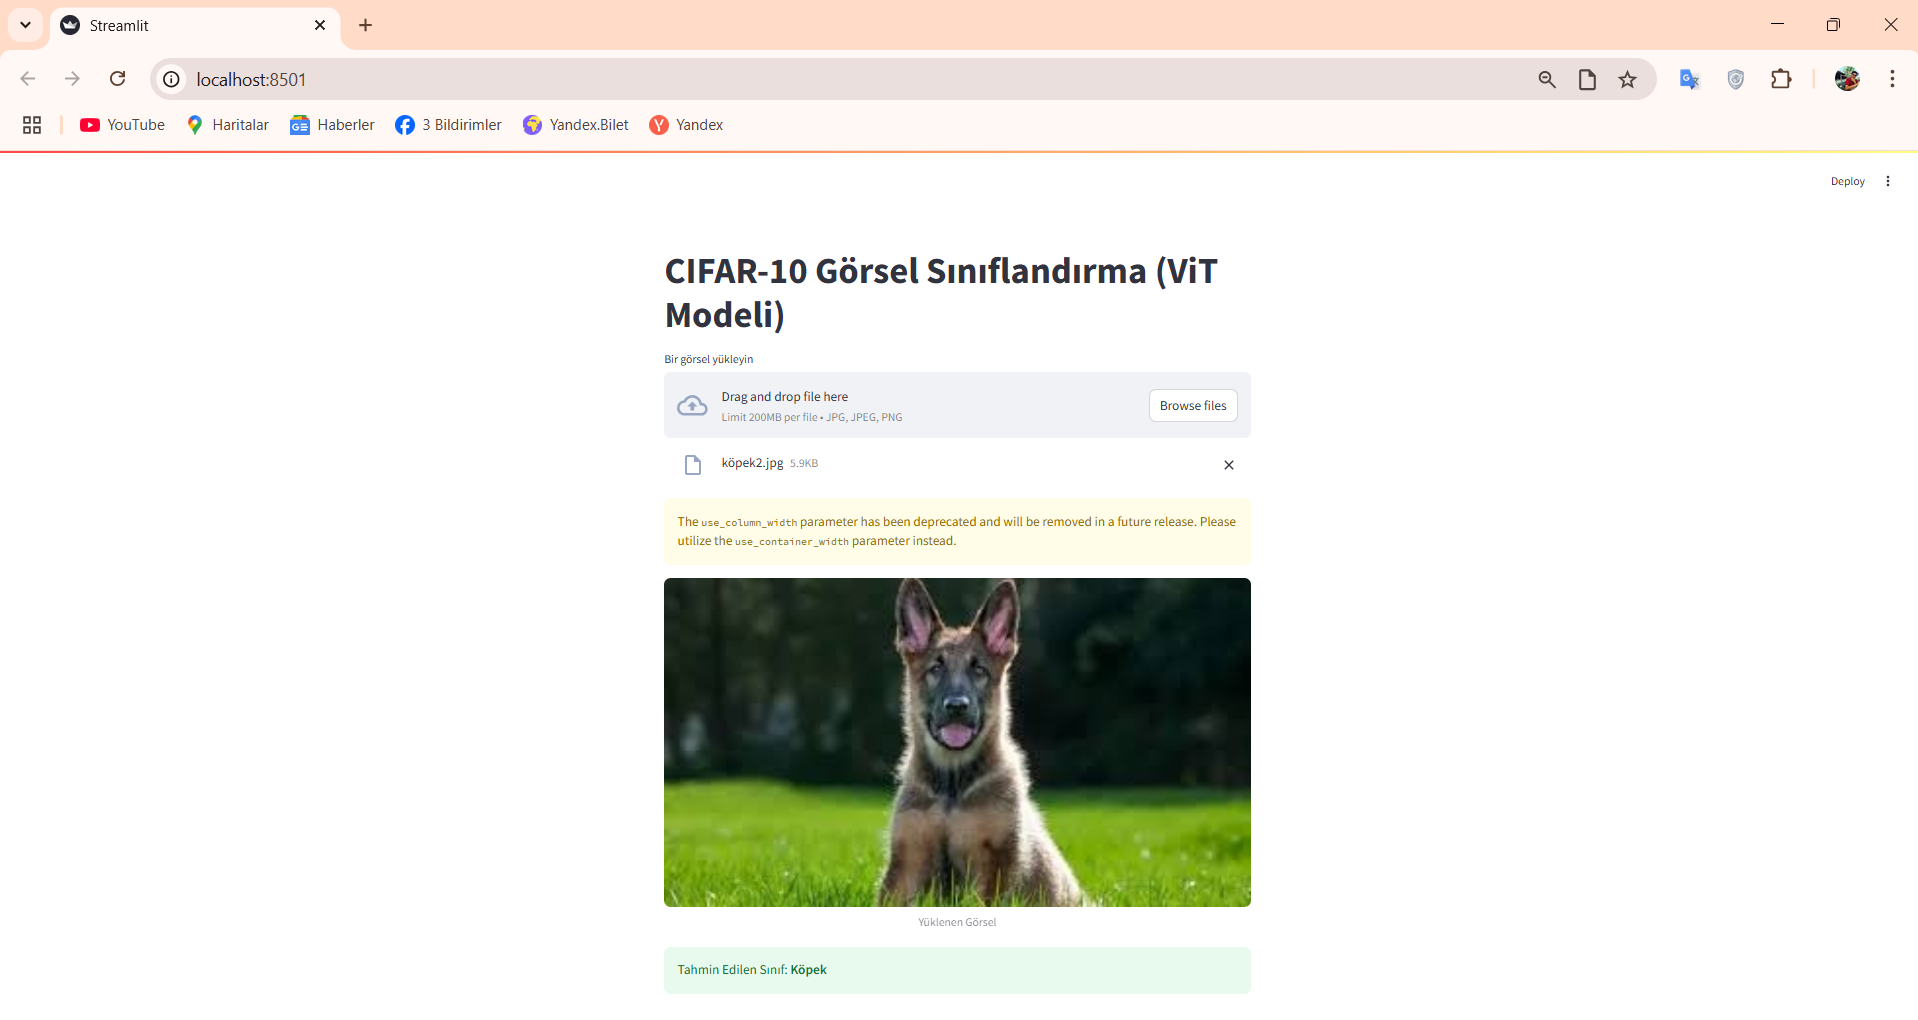 Streamlit
localhost:8501
YouTube Haritalar Haberler 3 Bildirimler Yandex.Bilet Yandex
Deploy
CIFAR-10 Görsel Sınıflandırma (ViT
Modeli)
Bir görsel yükleyin
Drag and drop file here
Limit 200MB per file • JPG, JPEG, PNG
Browse files
köpek2.jpg 5.9KB
The use_column_width parameter has been deprecated and will be removed in a future release. Please
utilize the use_container_width parameter instead.
Yüklenen Görsel
Tahmin Edilen Sınıf: Köpek